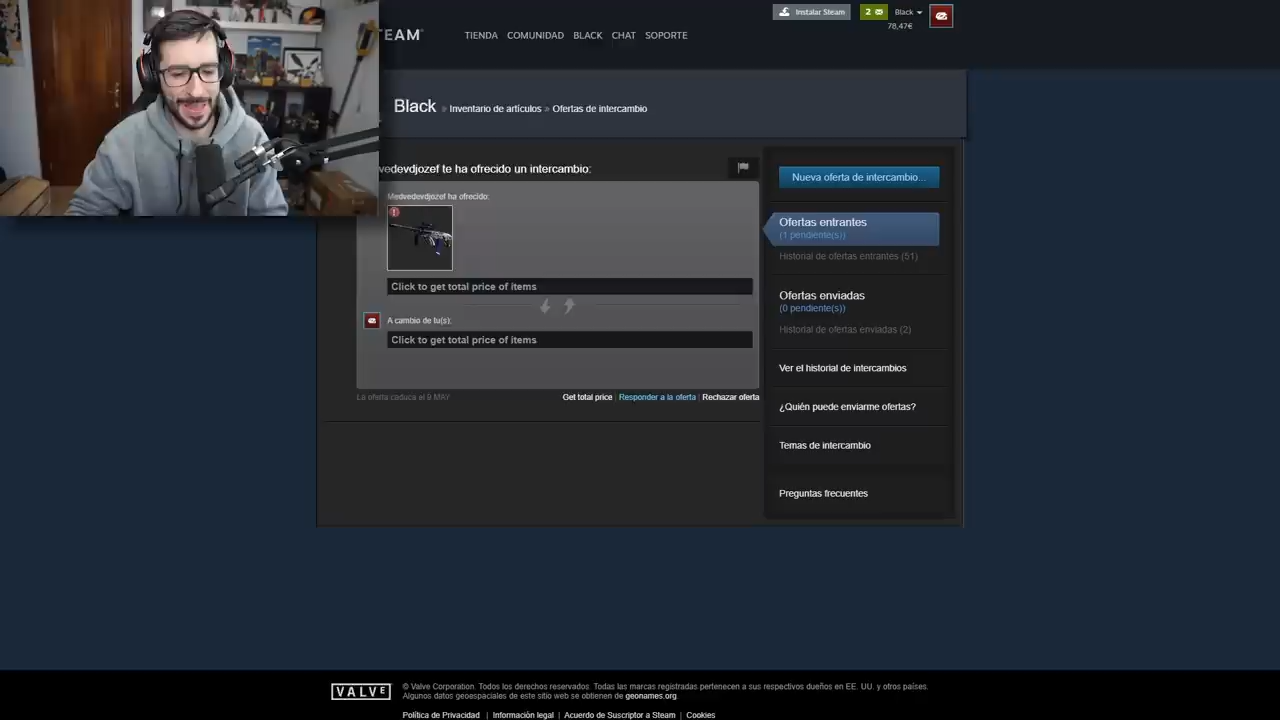 TEAM
TIENDA COMUNIDAD BLACK CHAT SOPORTE
Instalar Steam
2
Black
78,47€
Black » Inventario de artículos » Ofertas de intercambio
vedevdjozef te ha ofrecido un intercambio:
Medvedevdjozef ha ofrecido:
Click to get total price of items
A cambio de tu(s):
Click to get total price of items
La oferta caduca el 9 MAY
Get total price | Responder a la oferta | Rechazar oferta
Nueva oferta de intercambio...
Ofertas entrantes
(1 pendiente(s))
Historial de ofertas entrantes (51)
Ofertas enviadas
(0 pendiente(s))
Historial de ofertas enviadas (2)
Ver el historial de intercambios
¿Quién puede enviarme ofertas?
Temas de intercambio
Preguntas frecuentes
VALVE
© Valve Corporation. Todos los derechos reservados. Todas las marcas registradas pertenecen a sus respectivos dueños en EE. UU. y otros países.
Algunos datos geoespaciales de este sitio web se obtienen de geonames.org.
Política de Privacidad | Información legal | Acuerdo de Suscriptor a Steam | Cookies